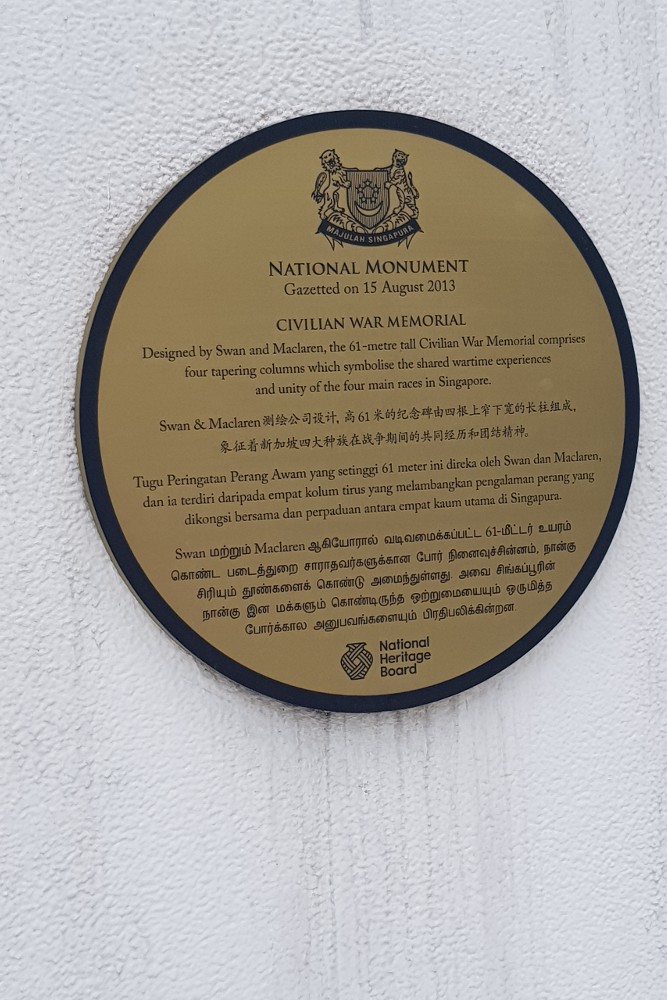 MAJULAH SINGAPURA
NATIONAL MONUMENT
Gazetted on 15 August 2013
CIVILIAN WAR MEMORIAL
Designed by Swan and Maclaren, the 61-metre tall Civilian War Memorial comprises
four tapering columns which symbolise the shared wartime experiences
and unity of the four main races in Singapore.
Swan & Maclaren 测绘公司设计, 高61米的纪念碑由四根上窄下宽的长柱组成,
象征着新加坡四大种族在战争期间的共同经历和团结精神。
Tugu Peringatan Perang Awam yang setinggi 61 meter ini direka oleh Swan dan Maclaren,
dan ia terdiri daripada empat kolum tirus yang melambangkan pengalaman perang yang
dikongsi bersama dan perpaduan antara empat kaum utama di Singapura.
Swan மற்றும் Maclaren ஆகியோரால் வடிவமைக்கப்பட்ட 61-மீட்டர் உயரம்
கொண்ட படைத்துறை சாராதவர்களுக்கான போர் நினைவுச்சின்னம், நான்கு
சிரியும் தூண்களைக் கொண்டு அமைந்துள்ளது. அவை சிங்கப்பூரின்
நான்கு இன மக்களும் கொண்டிருந்த ஒற்றுமையையும் ஒருமித்த
போர்க்கால அனுபவங்களையும் பிரதிபலிக்கின்றன.
National
Heritage
Board